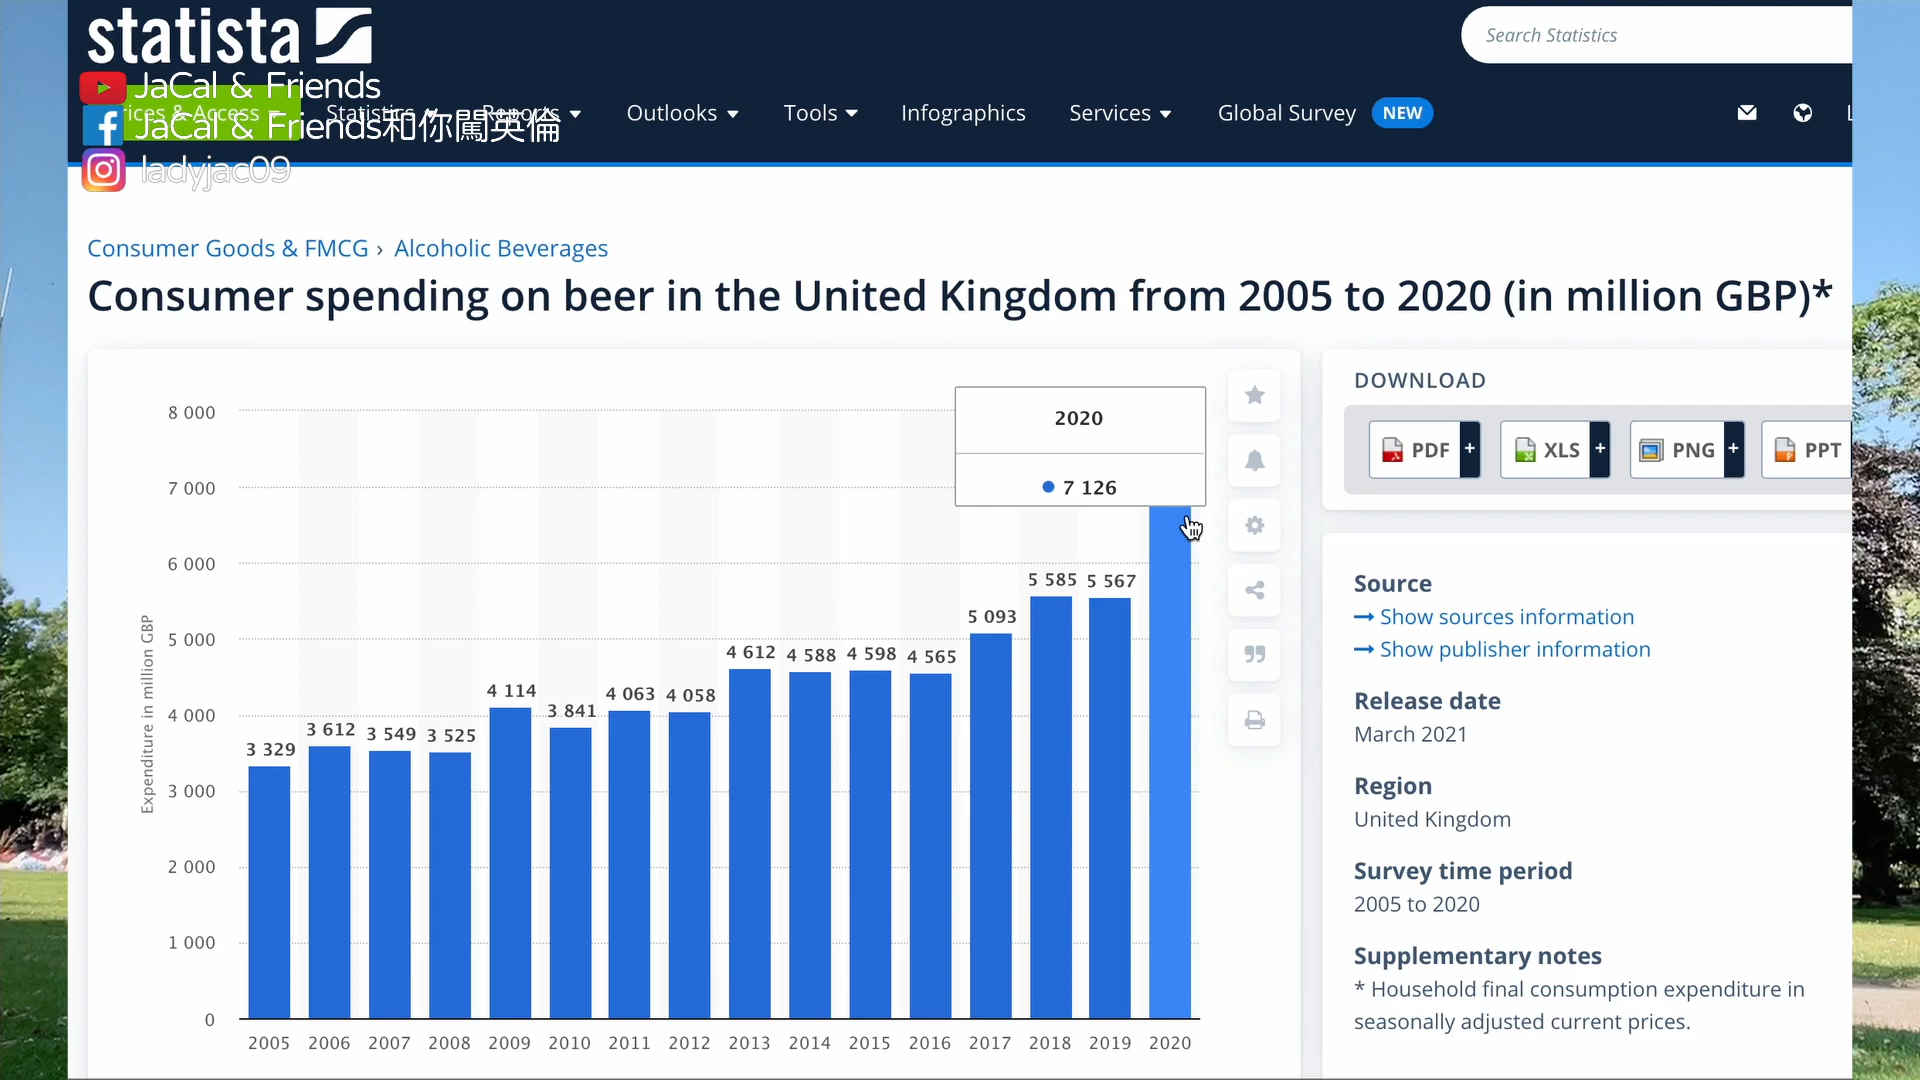 statista
Search Statistics
JaCal & Friends
Prices & Access
Statistics
Reports
Outlooks
Tools
Infographics
Services
Global Survey
NEW
JaCal & Friends和你闖英倫
ladyjac09
Consumer Goods & FMCG › Alcoholic Beverages
Consumer spending on beer in the United Kingdom from 2005 to 2020 (in million GBP)*
Expenditure in million GBP
8 000
7 000
6 000
5 000
4 000
3 000
2 000
1 000
0
2020
7 126
3 329
3 612
3 549
3 525
4 114
3 841
4 063
4 058
4 612
4 588
4 598
4 565
5 093
5 585
5 567
2005 2006 2007 2008 2009 2010 2011 2012 2013 2014 2015 2016 2017 2018 2019 2020
DOWNLOAD
PDF +
XLS +
PNG +
PPT
Source
→ Show sources information
→ Show publisher information
Release date
March 2021
Region
United Kingdom
Survey time period
2005 to 2020
Supplementary notes
* Household final consumption expenditure in
seasonally adjusted current prices.